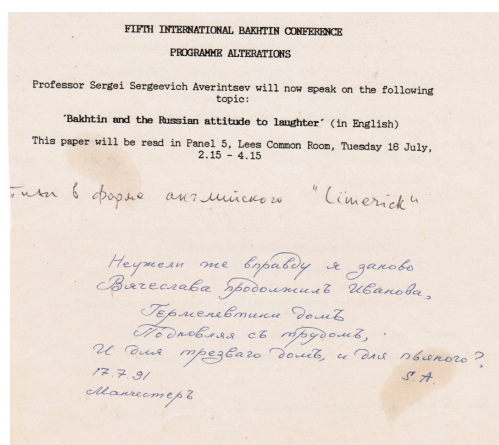 FIFTH INTERNATIONAL BAKHTIN CONFERENCE
PROGRAMME ALTERATIONS
Professor Sergei Sergeevich Averintsev will now speak on the following
topic:
'Bakhtin and the Russian attitude to laughter' (in English)
This paper will be read in Panel 5, Lees Common Room, Tuesday 16 July,
2.15 - 4.15
в форме английского "Limerick"
Неужели же вправду я заново
Вячеслава продолжилъ Иванова,
Герменевтики домъ
Подновляя съ трудомъ,
И для трезваго домъ, и для пьяного?
17.7.91 S.A.
Манчестеръ